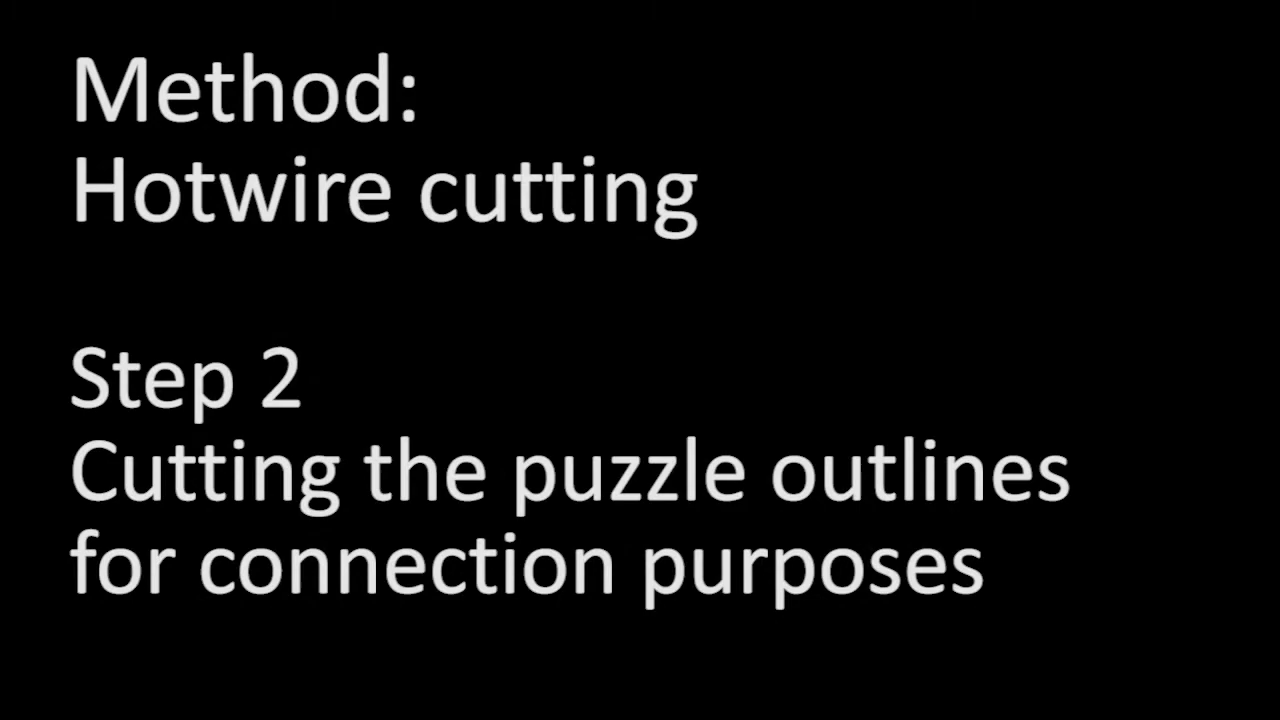 Method:
Hotwire cutting
Step 2
Cutting the puzzle outlines
for connection purposes